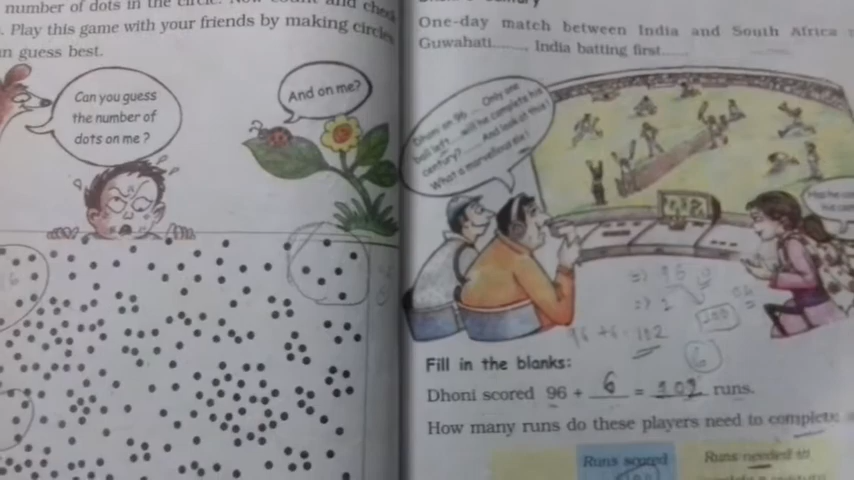 number of dots in the circle. Now count and check
. Play this game with your friends by making circles
n guess best.
Can you guess
the number of
dots on me?
And on me?
One-day match between India and South Africa
Guwahati......., India batting first.....
Dhoni on 96 ... Only one
ball left.... will he complete his
century? .... And look at this!
What a marvellous six!
96 + 6 = 102
Fill in the blanks:
Dhoni scored 96 + 6 = 102 runs.
How many runs do these players need to complete
Runs scored
Runs needed to